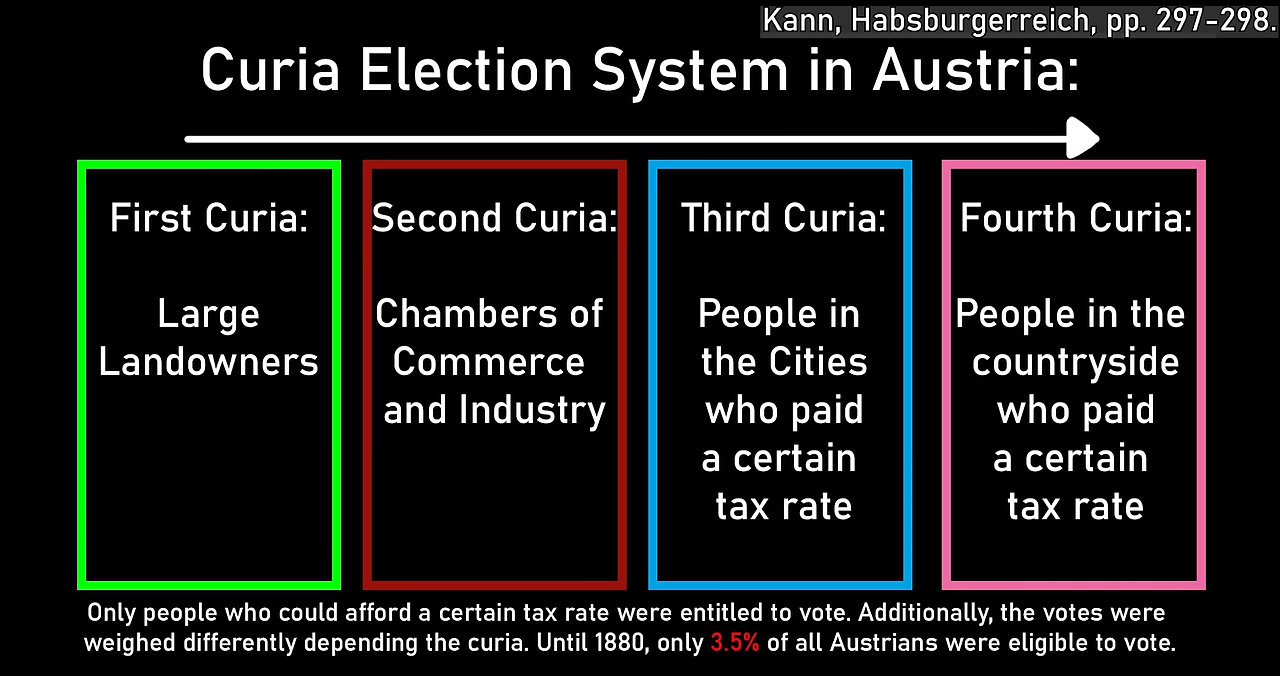 Kann, Habsburgerreich, pp. 297-298.
Curia Election System in Austria:
First Curia:
Large
Landowners
Second Curia:
Chambers of
Commerce
and Industry
Third Curia:
People in
the Cities
who paid
a certain
tax rate
Fourth Curia:
People in the
countryside
who paid
a certain
tax rate
Only people who could afford a certain tax rate were entitled to vote. Additionally, the votes were
weighed differently depending the curia. Until 1880, only 3.5% of all Austrians were eligible to vote.